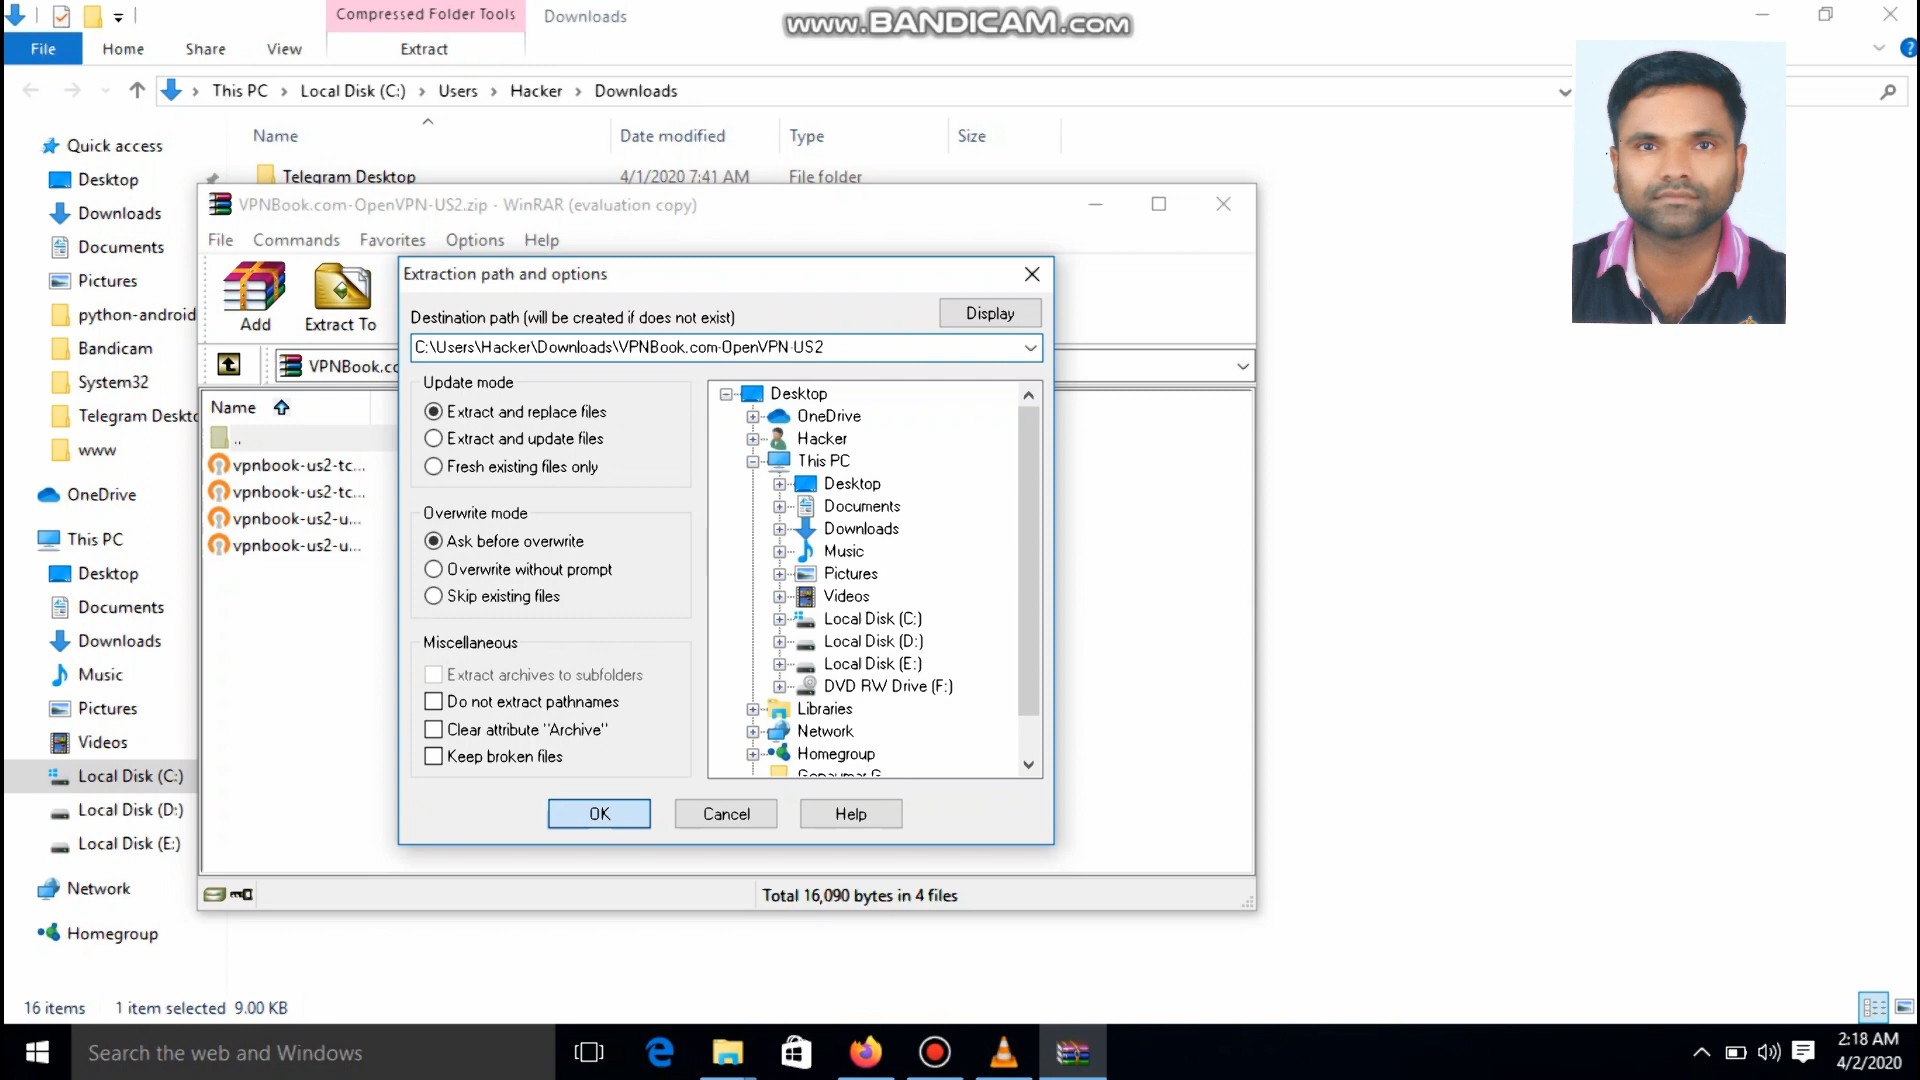 Compressed Folder Tools
Downloads
www.BANDICAM.com
File
Home
Share
View
Extract
This PC
Local Disk (C:)
Users
Hacker
Downloads
Name
Date modified
Type
Size
Telegram Desktop
4/1/2020 7:41 AM
File folder
Quick access
Desktop
Downloads
Documents
Pictures
python-android
Bandicam
System32
Telegram Deskto
www
OneDrive
This PC
Desktop
Documents
Downloads
Music
Pictures
Videos
Local Disk (C:)
Local Disk (D:)
Local Disk (E:)
Network
Homegroup
VPNBook.com-OpenVPN-US2.zip - WinRAR (evaluation copy)
File
Commands
Favorites
Options
Help
Add
Extract To
VPNBook.co
Name
..
vpnbook-us2-tc...
vpnbook-us2-tc...
vpnbook-us2-u...
vpnbook-us2-u...
Total 16,090 bytes in 4 files
Extraction path and options
Destination path (will be created if does not exist)
Display
C:\Users\Hacker\Downloads\VPNBook.com-OpenVPN-US2
Update mode
Extract and replace files
Extract and update files
Fresh existing files only
Overwrite mode
Ask before overwrite
Overwrite without prompt
Skip existing files
Miscellaneous
Extract archives to subfolders
Do not extract pathnames
Clear attribute "Archive"
Keep broken files
Desktop
OneDrive
Hacker
This PC
Desktop
Documents
Downloads
Music
Pictures
Videos
Local Disk (C:)
Local Disk (D:)
Local Disk (E:)
DVD RW Drive (F:)
Libraries
Network
Homegroup
OK
Cancel
Help
16 items
1 item selected 9.00 KB
Search the web and Windows
2:18 AM
4/2/2020